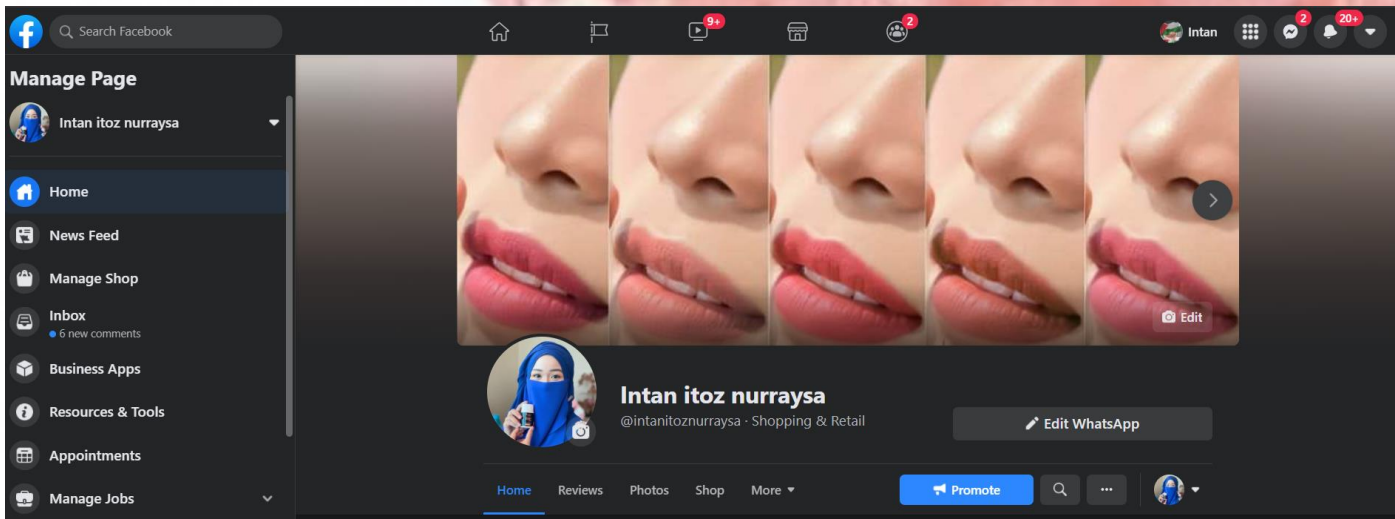 Search Facebook
9+
2
Intan
2
20+
Manage Page
Intan itoz nurraysa
Home
News Feed
Manage Shop
Inbox
6 new comments
Business Apps
Resources & Tools
Appointments
Manage Jobs
Edit
Intan itoz nurraysa
@intanitoznurraysa · Shopping & Retail
Edit WhatsApp
Home Reviews Photos Shop More
Promote